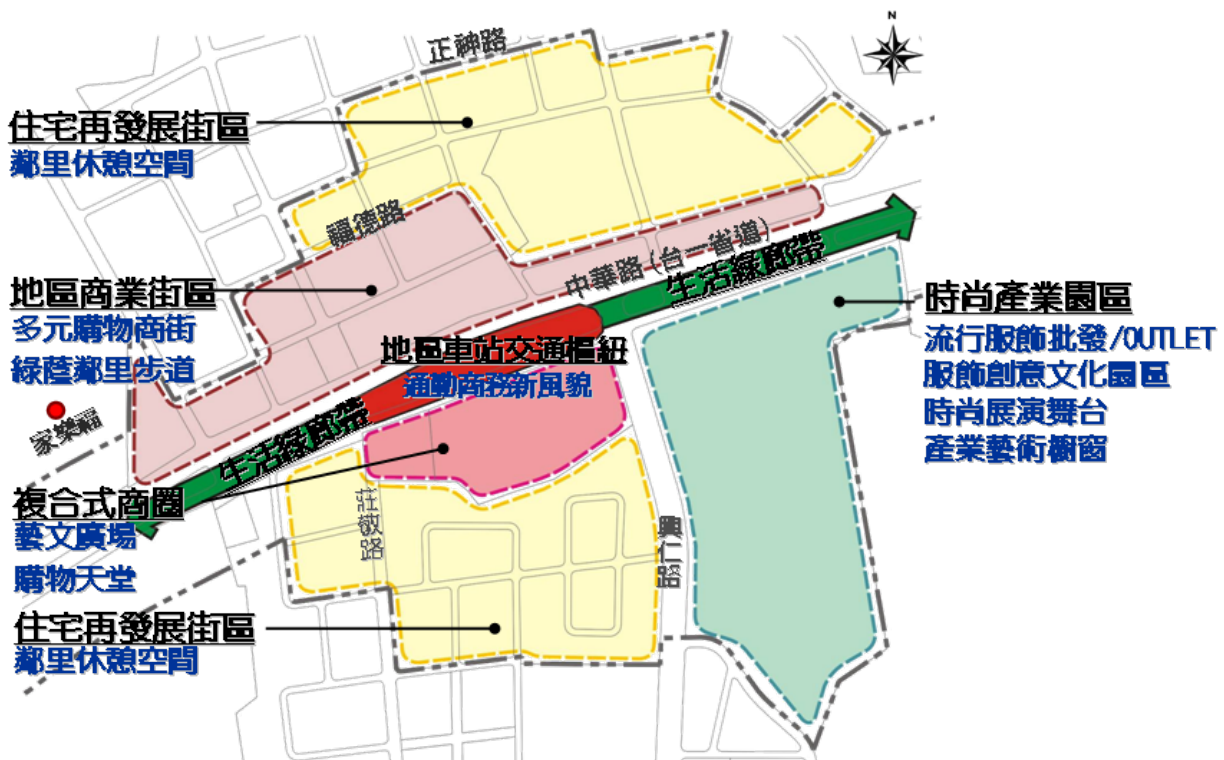 N
正神路
住宅再發展街區
鄰里休憩空間
福德路
中華路(台一省道)
生活綠廊帶
地區商業街區
多元購物商街
綠蔭鄰里步道
時尚產業園區
流行服飾批發/OUTLET
服飾創意文化園區
時尚展演舞台
產業藝術櫥窗
地區車站交通樞紐
通勤商務新風貌
家樂福
生活綠廊帶
複合式商圈
藝文廣場
購物天堂
莊敬路
興仁路
住宅再發展街區
鄰里休憩空間